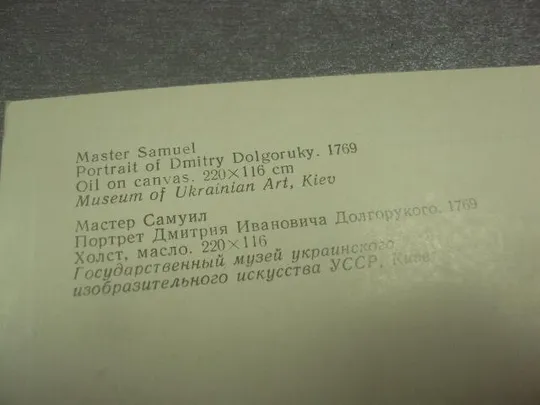 Master Samuel
Portrait of Dmitry Dolgoruky. 1769
Oil on canvas. 220×116 cm
Museum of Ukrainian Art, Kiev
Мастер Самуил
Портрет Дмитрия Ивановича Долгорукого. 1769
Холст, масло. 220×116
Государственный музей украинского
изобразительного искусства УССР, Киев